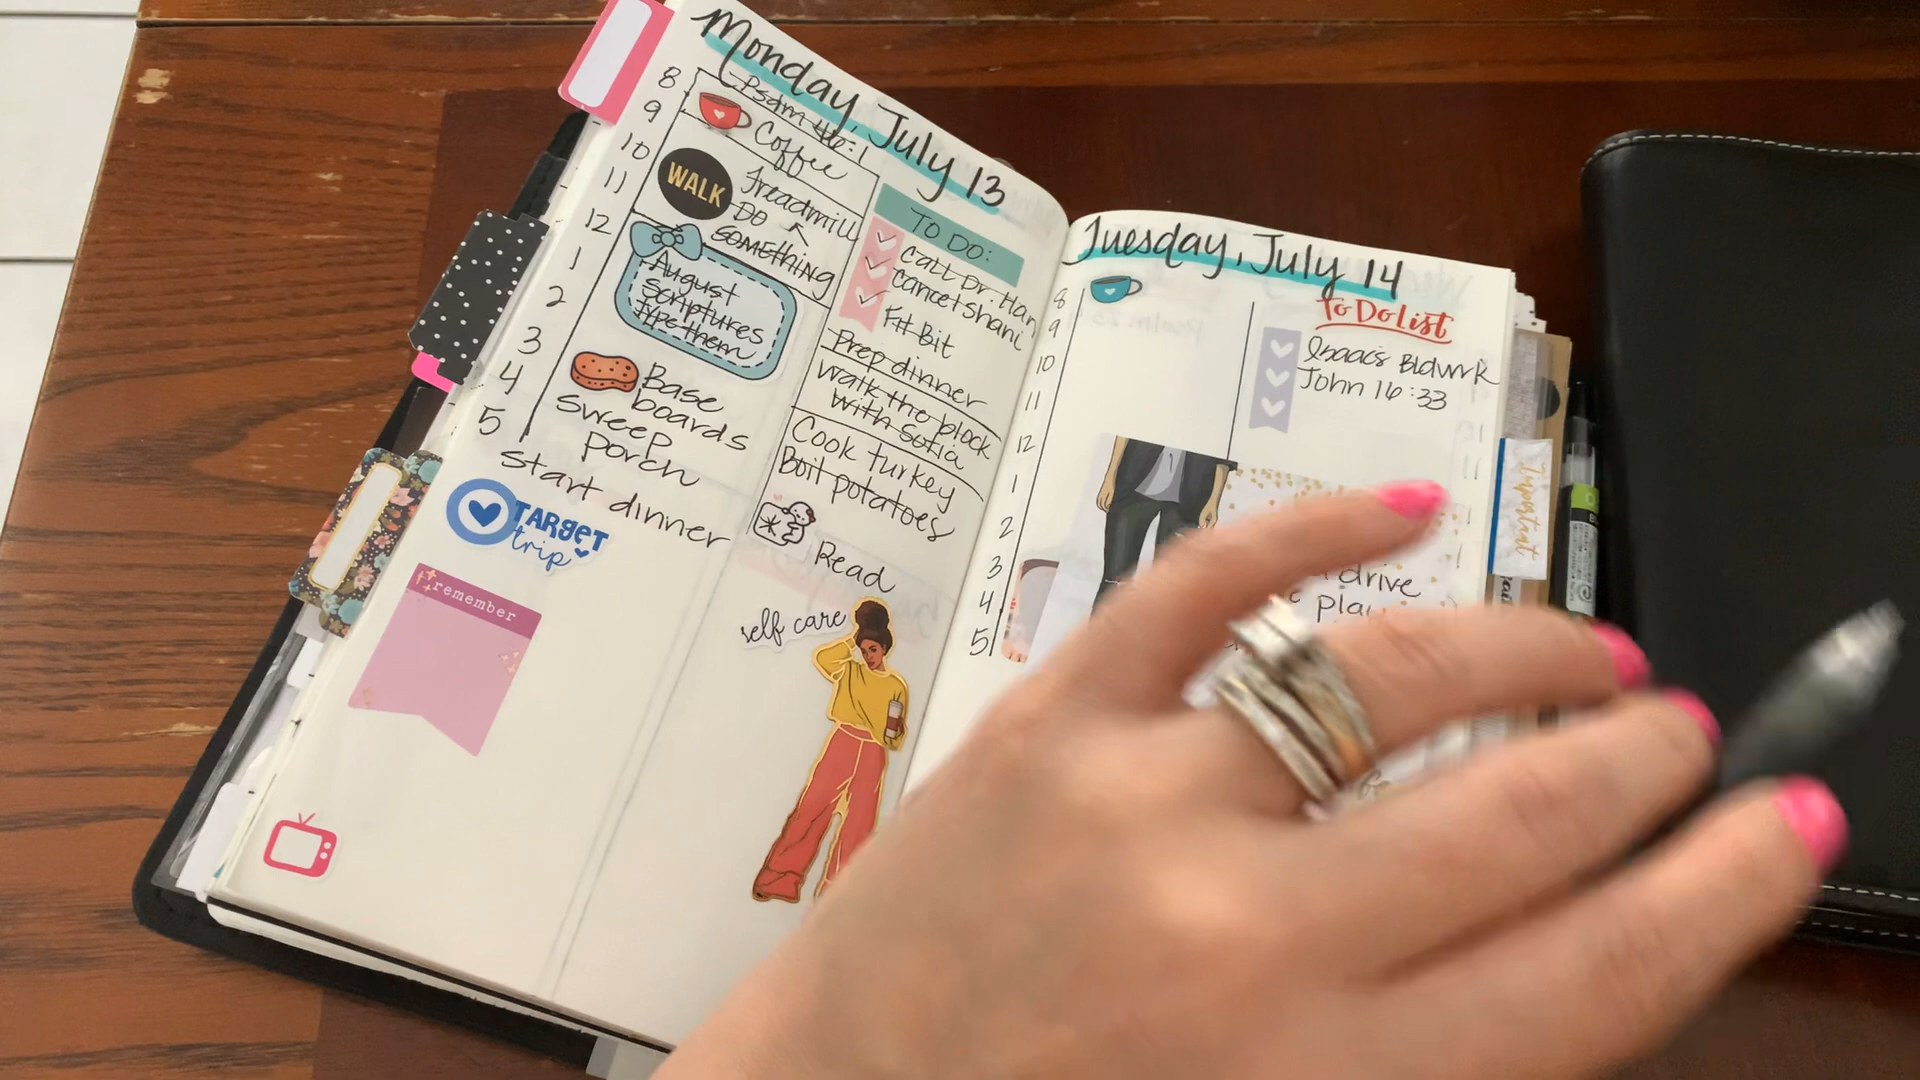 Monday, July 13
8
9
10
11
12
1
2
3
4
5
Psalm 46:1
Coffee
WALK
Treadmill
DO
SOMETHING
August
Scriptures
Type them
Base
boards
sweep
porch
start dinner
TARGET
trip
remember
TO DO:
Call Dr. Han
Cancel Shani
Fit Bit
Prep dinner
Walk the block
with Sofia
Cook turkey
Boil potatoes
Read
self care
Tuesday, July 14
8
9
10
11
12
1
2
3
4
5
To Do List
Isaacs Bldwrk
John 16:33
drive
Important